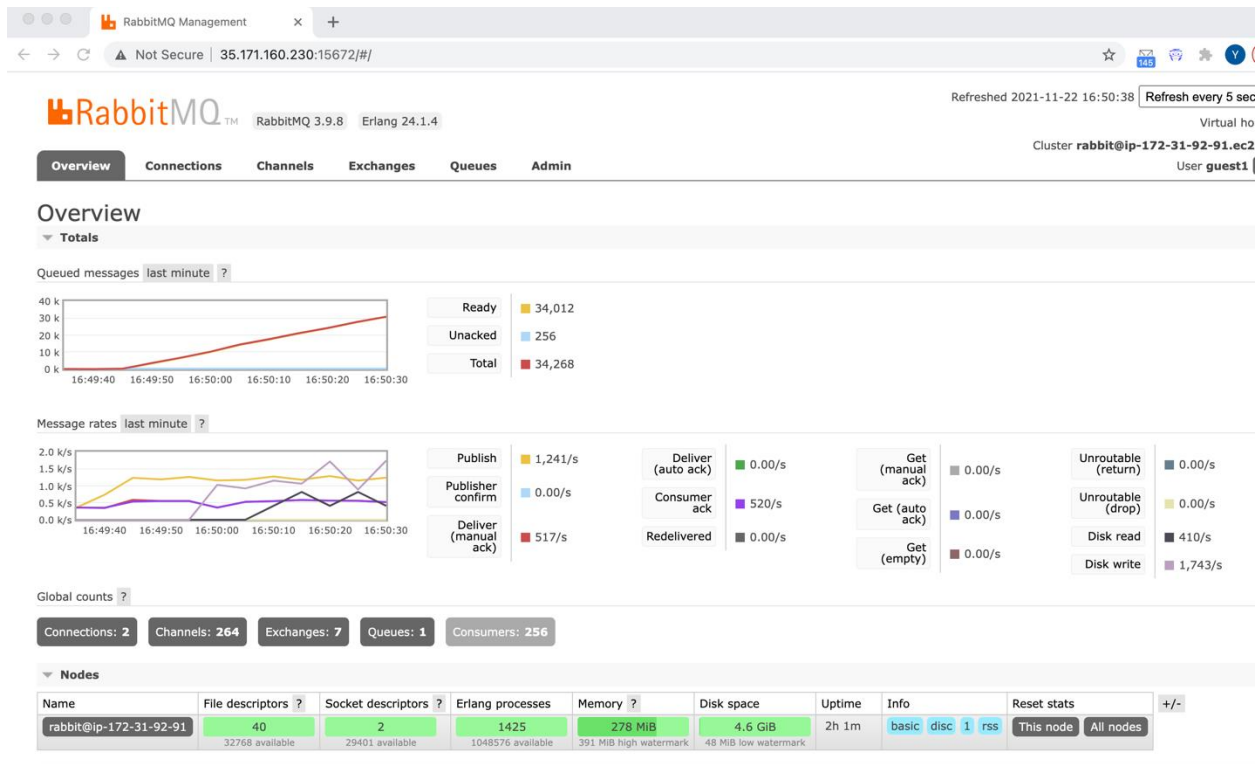 RabbitMQ Management
Not Secure | 35.171.160.230:15672/#/
145
Y
RabbitMQ TM RabbitMQ 3.9.8 Erlang 24.1.4
Refreshed 2021-11-22 16:50:38 Refresh every 5 sec
Virtual ho
Cluster rabbit@ip-172-31-92-91.ec2
User guest1
Overview Connections Channels Exchanges Queues Admin
Overview
Totals
Queued messages last minute ?
40 k
30 k
20 k
10 k
0 k
16:49:40 16:49:50 16:50:00 16:50:10 16:50:20 16:50:30
Ready 34,012
Unacked 256
Total 34,268
Message rates last minute ?
2.0 k/s
1.5 k/s
1.0 k/s
0.5 k/s
0.0 k/s
16:49:40 16:49:50 16:50:00 16:50:10 16:50:20 16:50:30
Publish 1,241/s
Publisher
confirm 0.00/s
Deliver
(manual
ack) 517/s
Deliver
(auto ack) 0.00/s
Consumer
ack 520/s
Redelivered 0.00/s
Get
(manual
ack) 0.00/s
Get (auto
ack) 0.00/s
Get
(empty) 0.00/s
Unroutable
(return) 0.00/s
Unroutable
(drop) 0.00/s
Disk read 410/s
Disk write 1,743/s
Global counts ?
Connections: 2 Channels: 264 Exchanges: 7 Queues: 1 Consumers: 256
Nodes
Name File descriptors ? Socket descriptors ? Erlang processes Memory ? Disk space Uptime Info Reset stats +/-
rabbit@ip-172-31-92-91 40 2 1425 278 MiB 4.6 GiB 2h 1m basic disc 1 rss This node All nodes
32768 available 29401 available 1048576 available 391 MiB high watermark 48 MiB low watermark